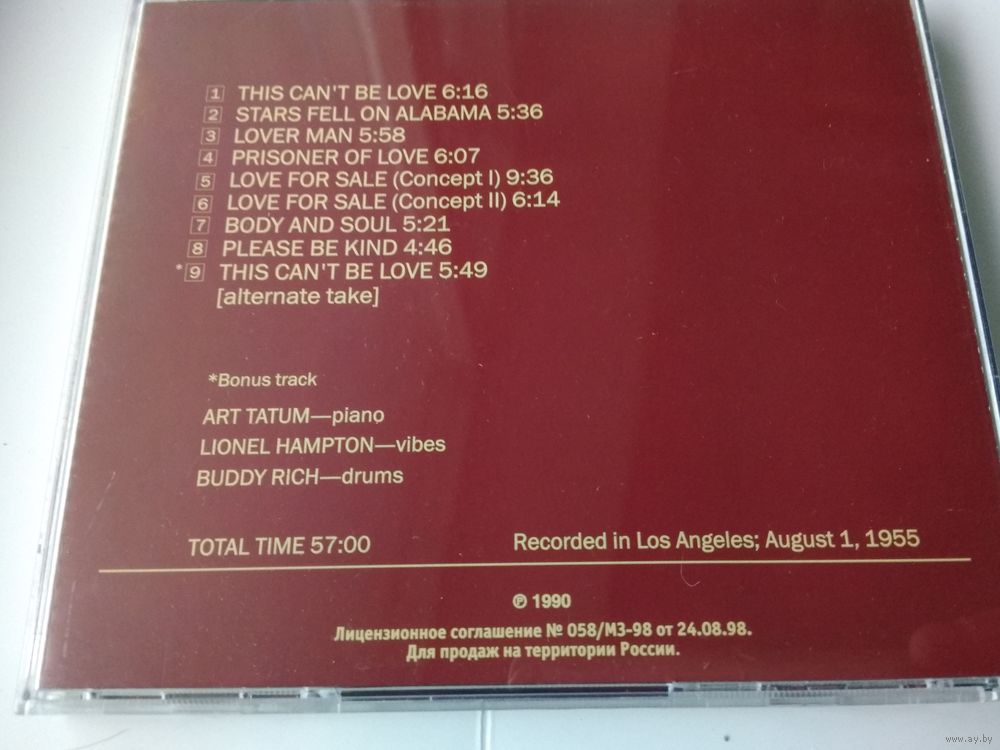 1 THIS CAN'T BE LOVE 6:16
2 STARS FELL ON ALABAMA 5:36
3 LOVER MAN 5:58
4 PRISONER OF LOVE 6:07
5 LOVE FOR SALE (Concept I) 9:36
6 LOVE FOR SALE (Concept II) 6:14
7 BODY AND SOUL 5:21
8 PLEASE BE KIND 4:46
*9 THIS CAN'T BE LOVE 5:49
[alternate take]
*Bonus track
ART TATUM—piano
LIONEL HAMPTON—vibes
BUDDY RICH—drums
TOTAL TIME 57:00
Recorded in Los Angeles; August 1, 1955
℗ 1990
Лицензионное соглашение № 058/МЗ-98 от 24.08.98.
Для продаж на территории России.
www.ay.by